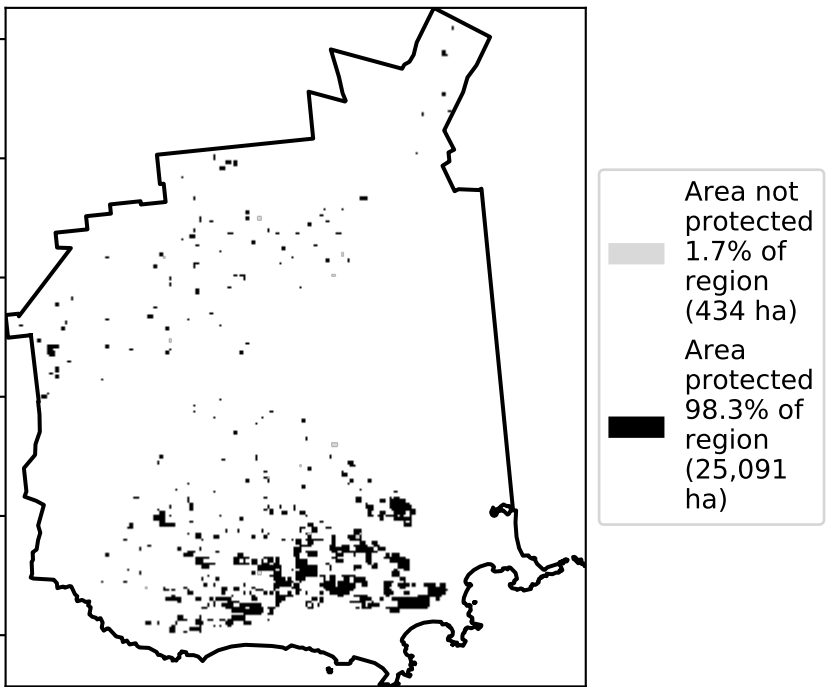 Area not
protected
1.7% of
region
(434 ha)
Area
protected
98.3% of
region
(25,091
ha)